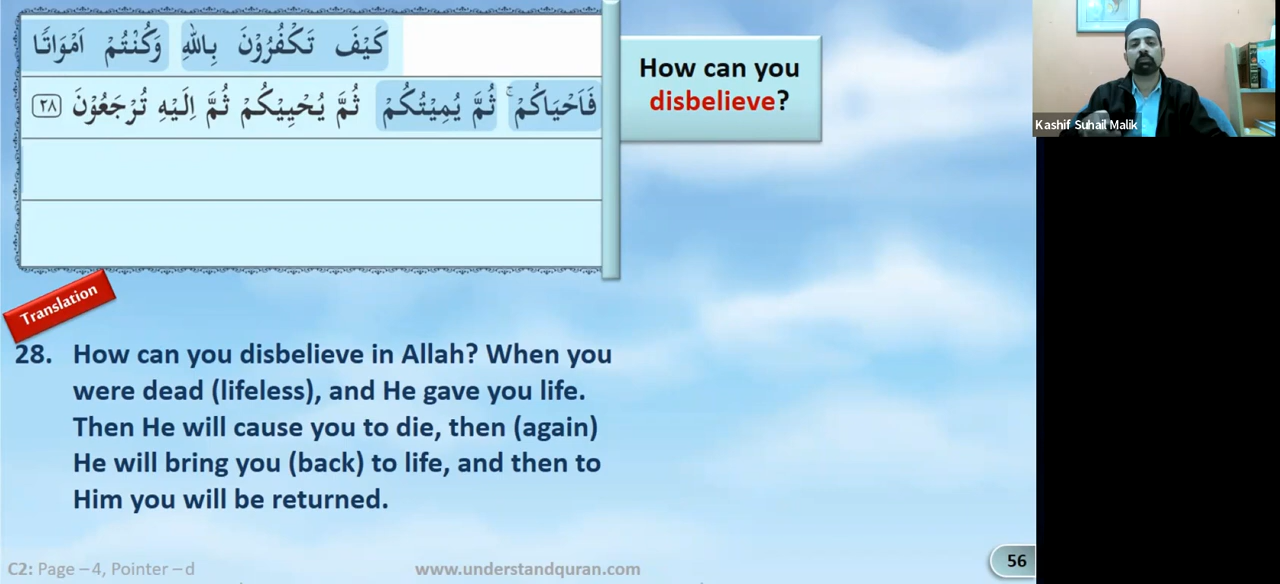 كَيْفَ تَكْفُرُوْنَ بِاللّٰهِ وَكُنْتُمْ اَمْوَاتًا
فَاَحْيَاكُمْ ۚ ثُمَّ يُمِيْتُكُمْ ثُمَّ يُحْيِيْكُمْ ثُمَّ اِلَيْهِ تُرْجَعُوْنَ ٢٨
How can you
disbelieve?
Kashif Suhail Malik
Translation
28. How can you disbelieve in Allah? When you
were dead (lifeless), and He gave you life.
Then He will cause you to die, then (again)
He will bring you (back) to life, and then to
Him you will be returned.
C2: Page – 4, Pointer – d
www.understandquran.com
56